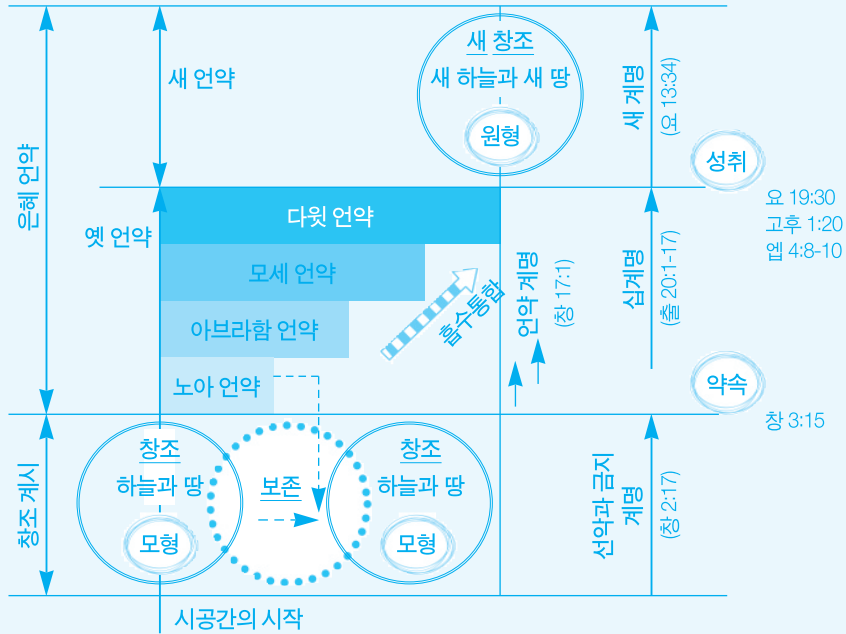 새 창조
새 하늘과 새 땅
원형
새 언약
은혜 언약
새 계명
(요 13:34)
성취
요 19:30
고후 1:20
엡 4:8-10
옛 언약
다윗 언약
모세 언약
아브라함 언약
노아 언약
흡수통합
언약 계명
(창 17:1)
십계명
(출 20:1-17)
약속
창 3:15
창조 계시
창조
하늘과 땅
모형
보존
창조
하늘과 땅
모형
선악과 금지
계명
(창 2:17)
시공간의 시작